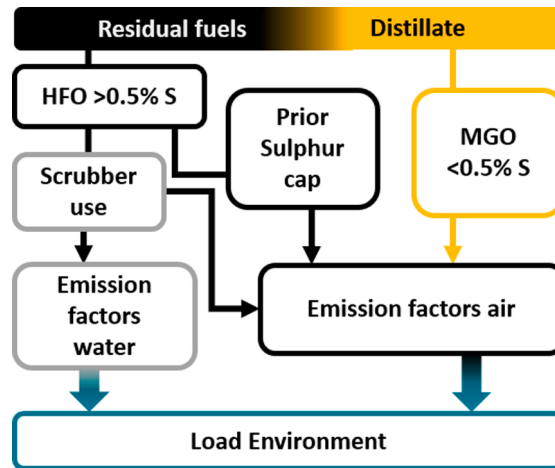 Residual fuels
Distillate
HFO >0.5% S
Prior
Sulphur
cap
MGO
<0.5% S
Scrubber
use
Emission
factors
water
Emission factors air
Load Environment